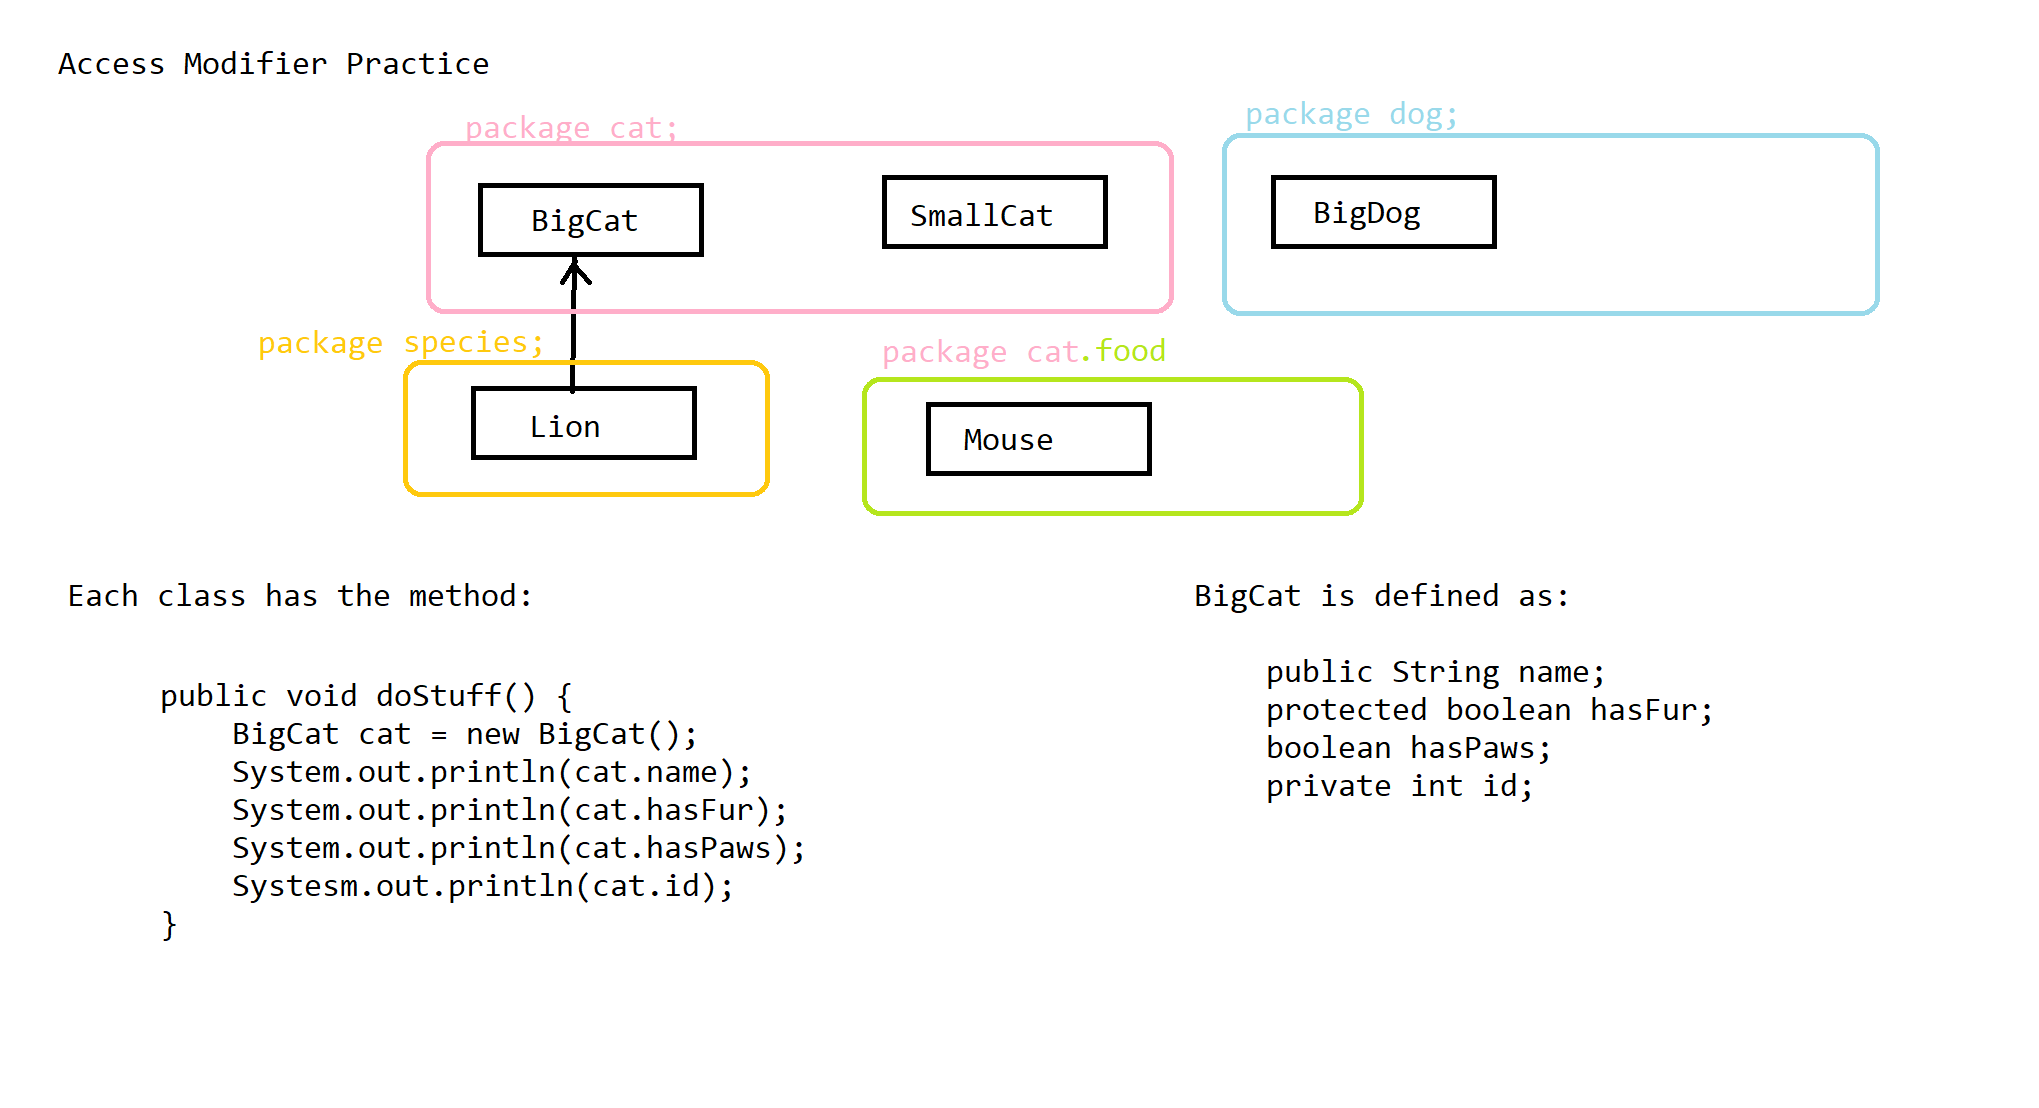 Access Modifier Practice
package cat;
package dog;
BigCat
SmallCat
BigDog
package species;
package cat.food
Lion
Mouse
Each class has the method:
public void doStuff() {
BigCat cat = new BigCat();
System.out.println(cat.name);
System.out.println(cat.hasFur);
System.out.println(cat.hasPaws);
Systesm.out.println(cat.id);
}
BigCat is defined as:
public String name;
protected boolean hasFur;
boolean hasPaws;
private int id;